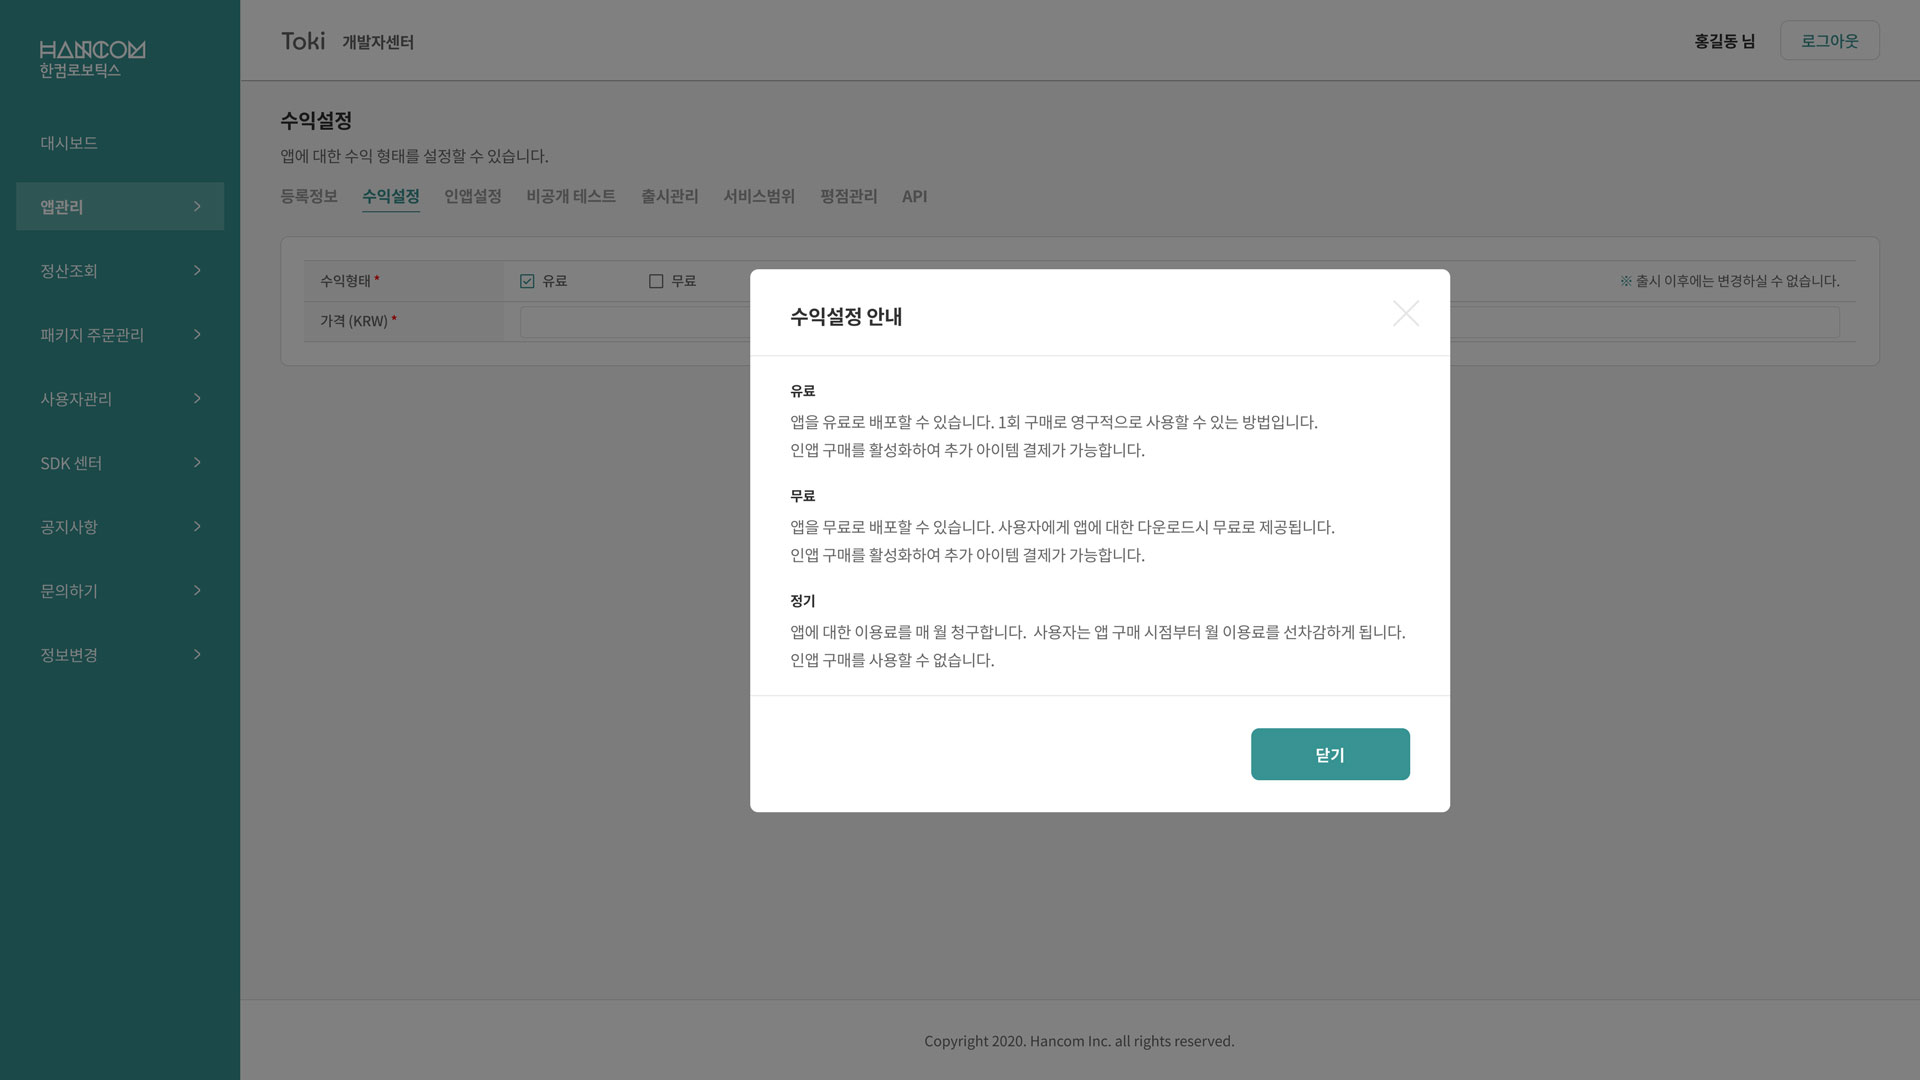 HANCOM
한컴로보틱스
대시보드
앱관리
정산조회
패키지 주문관리
사용자관리
SDK 센터
공지사항
문의하기
정보변경
Toki 개발자센터
홍길동 님
로그아웃
수익설정
앱에 대한 수익 형태를 설정할 수 있습니다.
등록정보 수익설정 인앱설정 비공개 테스트 출시관리 서비스범위 평점관리 API
수익형태 * 유료 무료 ※ 출시 이후에는 변경하실 수 없습니다.
가격 (KRW) *
수익설정 안내
유료
앱을 유료로 배포할 수 있습니다. 1회 구매로 영구적으로 사용할 수 있는 방법입니다.
인앱 구매를 활성화하여 추가 아이템 결제가 가능합니다.
무료
앱을 무료로 배포할 수 있습니다. 사용자에게 앱에 대한 다운로드시 무료로 제공됩니다.
인앱 구매를 활성화하여 추가 아이템 결제가 가능합니다.
정기
앱에 대한 이용료를 매 월 청구합니다. 사용자는 앱 구매 시점부터 월 이용료를 선차감하게 됩니다.
인앱 구매를 사용할 수 없습니다.
닫기
Copyright 2020. Hancom Inc. all rights reserved.